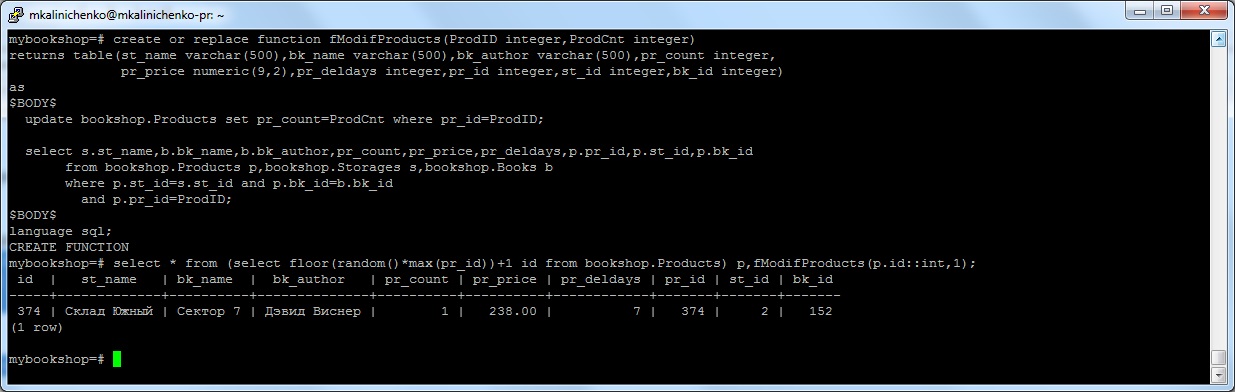 mkalinichenko@mkalinichenko-pr: ~
mybookshop=# create or replace function fModifProducts(ProdID integer,ProdCnt integer)
returns table(st_name varchar(500),bk_name varchar(500),bk_author varchar(500),pr_count integer,
              pr_price numeric(9,2),pr_deldays integer,pr_id integer,st_id integer,bk_id integer)
as
$BODY$
  update bookshop.Products set pr_count=ProdCnt where pr_id=ProdID;
  select s.st_name,b.bk_name,b.bk_author,pr_count,pr_price,pr_deldays,p.pr_id,p.st_id,p.bk_id
       from bookshop.Products p,bookshop.Storages s,bookshop.Books b
       where p.st_id=s.st_id and p.bk_id=b.bk_id
         and p.pr_id=ProdID;
$BODY$
language sql;
CREATE FUNCTION
mybookshop=# select * from (select floor(random()*max(pr_id))+1 id from bookshop.Products) p,fModifProducts(p.id::int,1);
 id  |   st_name   | bk_name  |  bk_author   | pr_count | pr_price | pr_deldays | pr_id | st_id | bk_id
-----+-------------+----------+--------------+----------+----------+------------+-------+-------+-------
 374 | Склад Южный | Сектор 7 | Дэвид Виснер |        1 |   238.00 |          7 |   374 |     2 |   152
(1 row)
mybookshop=#